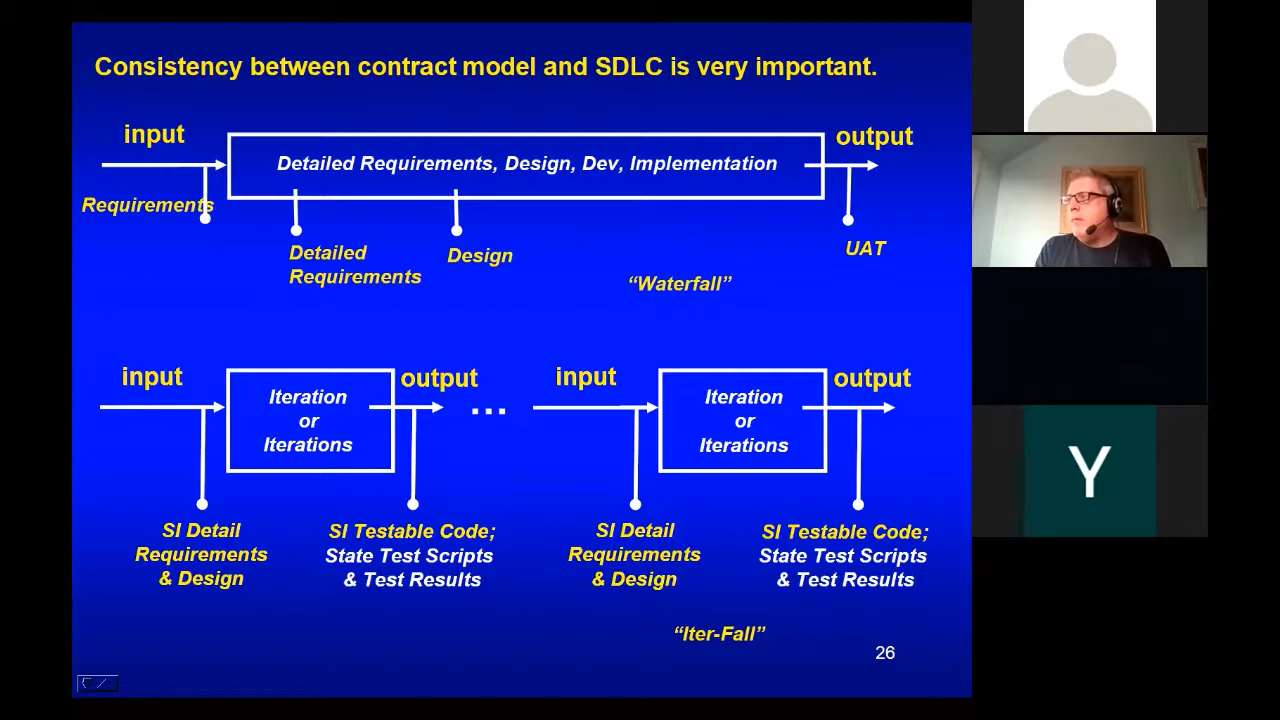 Consistency between contract model and SDLC is very important.
input
output
Detailed Requirements, Design, Dev, Implementation
Requirements
Detailed
Requirements
Design
UAT
“Waterfall”
input
output
...
input
output
Iteration
or
Iterations
Iteration
or
Iterations
SI Detail
Requirements
& Design
SI Testable Code;
State Test Scripts
& Test Results
SI Detail
Requirements
& Design
SI Testable Code;
State Test Scripts
& Test Results
“Iter-Fall”
26
Y